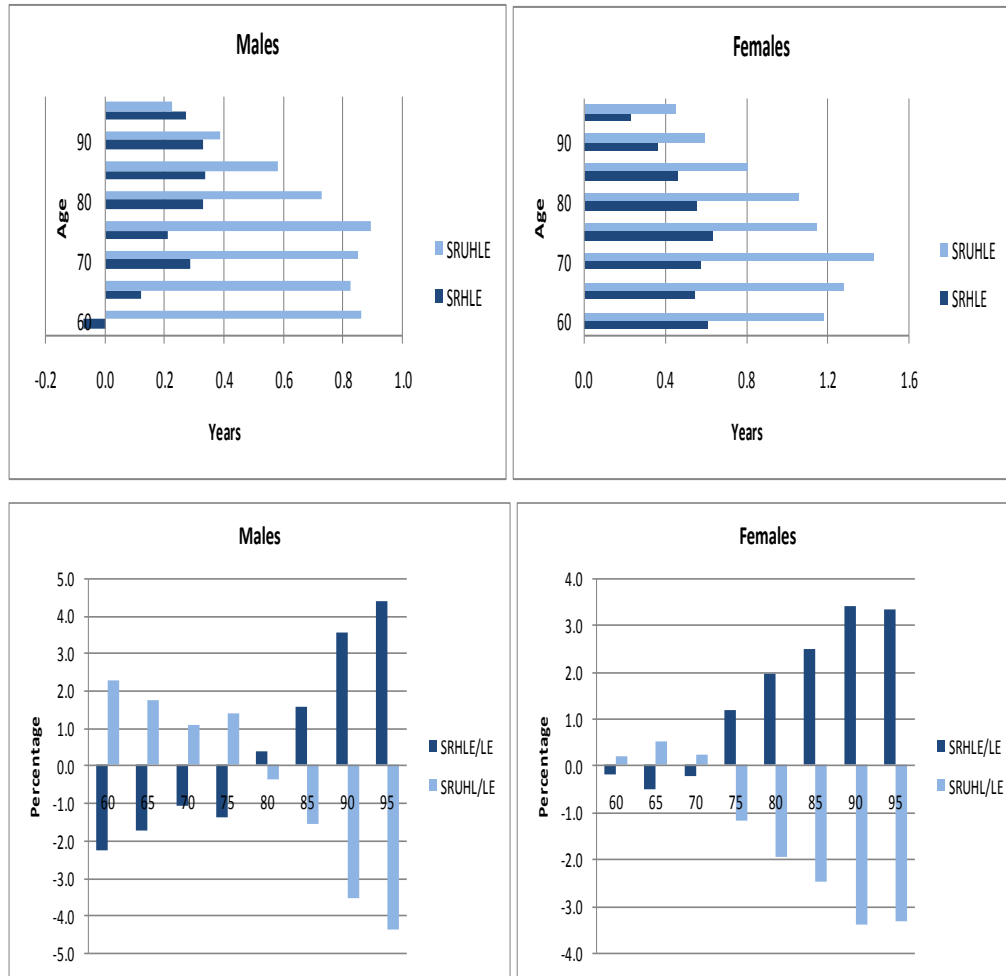 Males
90
80
70
60
Age
SRUHLE
SRHLE
-0.2 0.0 0.2 0.4 0.6 0.8 1.0
Years
Females
90
80
70
60
Age
SRUHLE
SRHLE
0.0 0.4 0.8 1.2 1.6
Years
Males
5.0
4.0
3.0
2.0
1.0
0.0
-1.0
-2.0
-3.0
-4.0
-5.0
Percentage
60 65 70 75 80 85 90 95
SRHLE/LE
SRUHL/LE
Females
4.0
3.0
2.0
1.0
0.0
-1.0
-2.0
-3.0
-4.0
Percentage
60 65 70 75 80 85 90 95
SRHLE/LE
SRUHL/LE